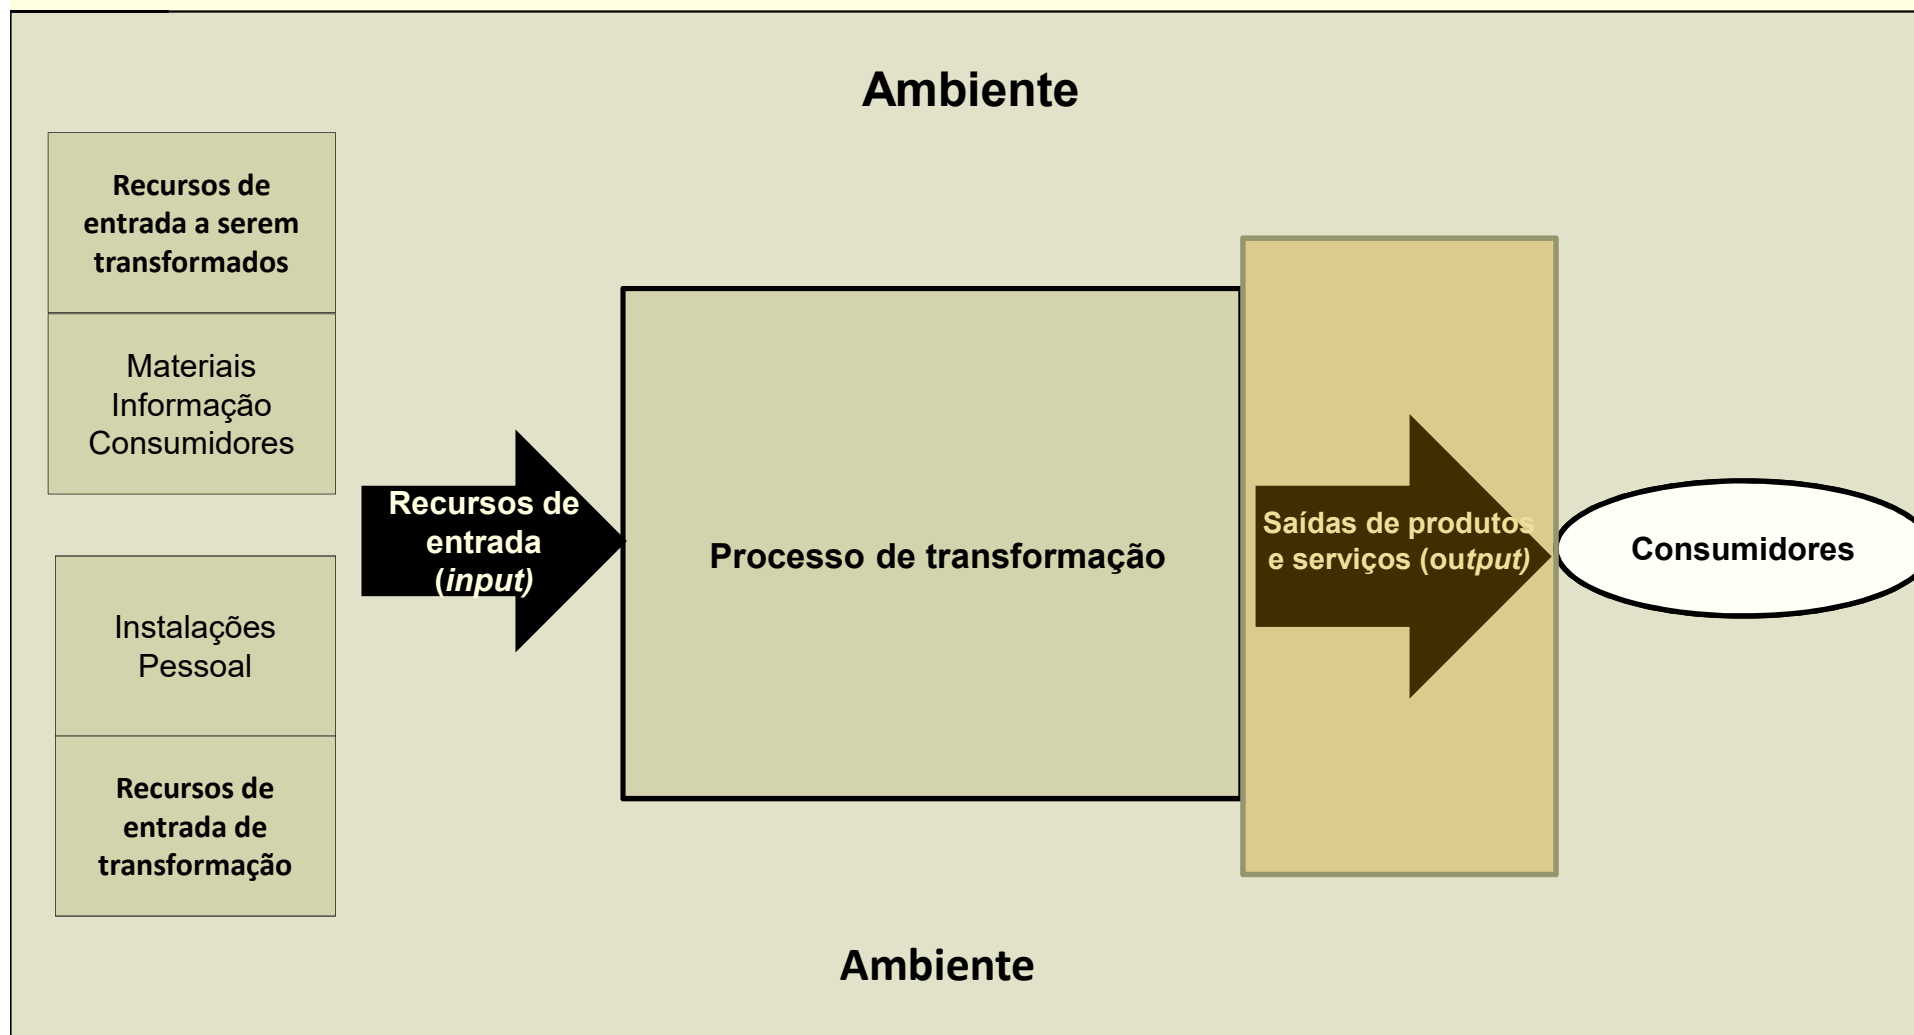 Ambiente
Recursos de
entrada a serem
transformados
Materiais
Informação
Consumidores
Recursos de
entrada
(input)
Processo de transformação
Saídas de produtos
e serviços (output)
Consumidores
Instalações
Pessoal
Recursos de
entrada de
transformação
Ambiente